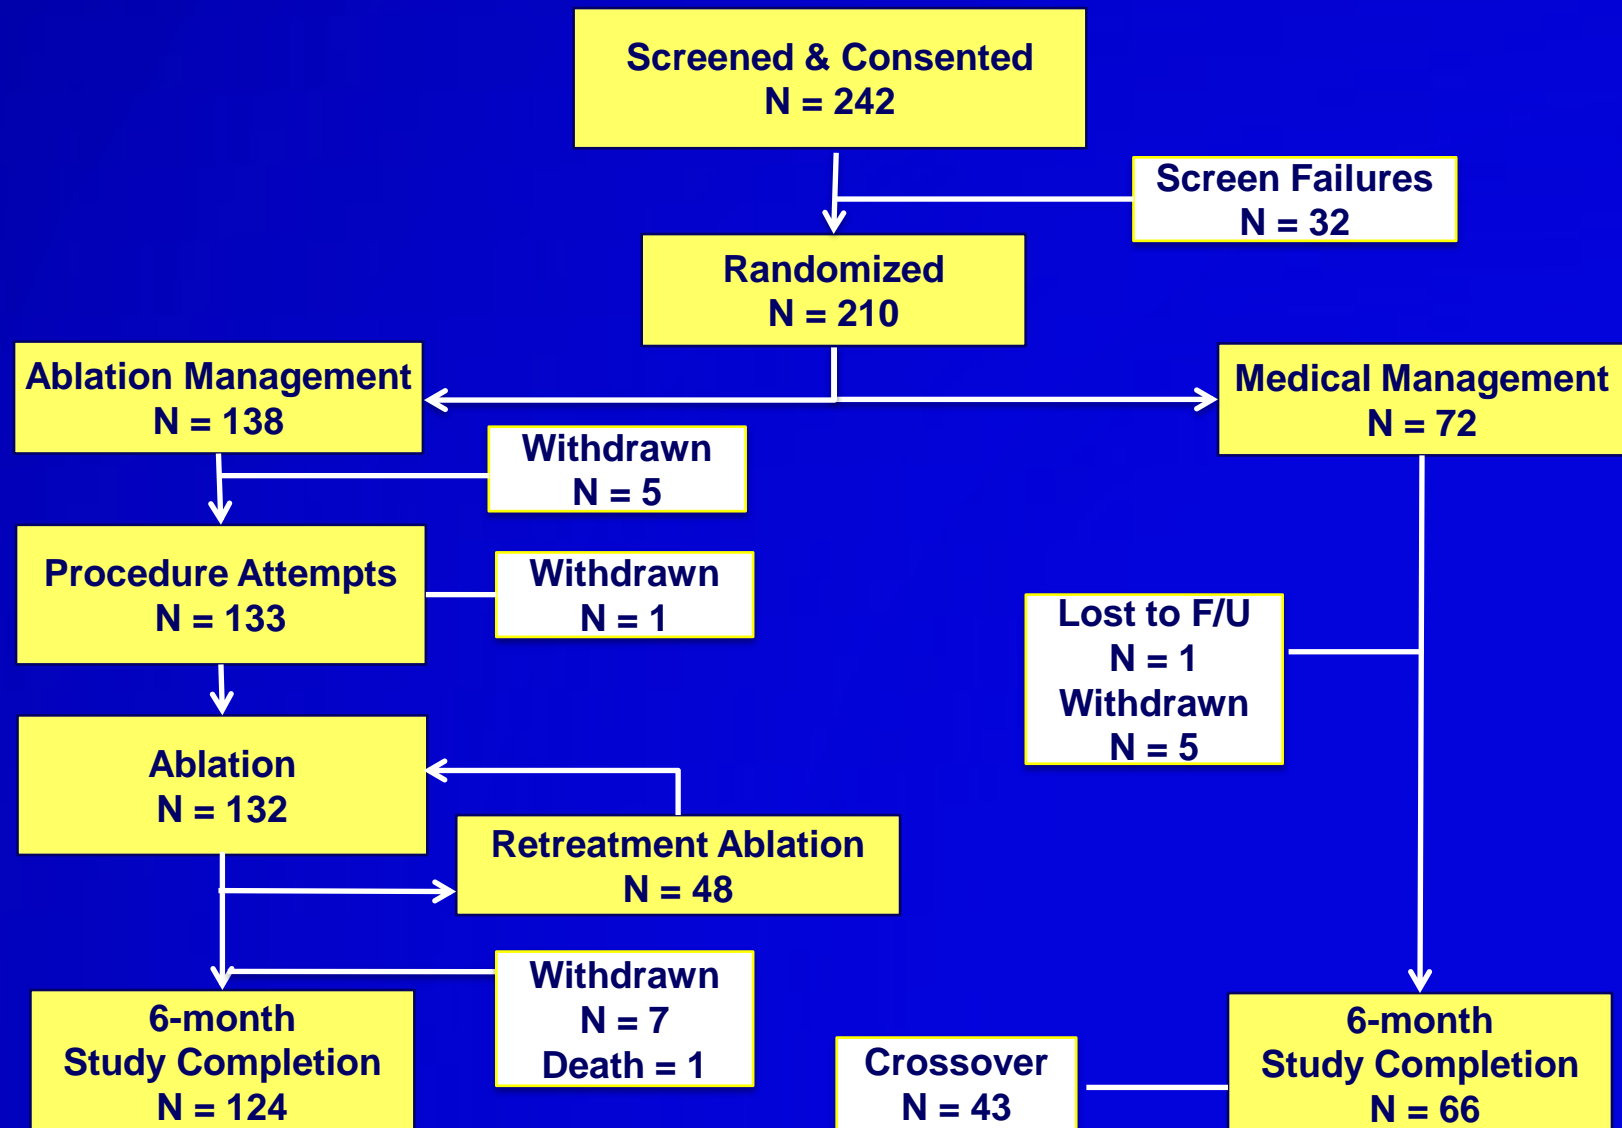 Screened & Consented
N = 242
Screen Failures
N = 32
Randomized
N = 210
Ablation Management
N = 138
Medical Management
N = 72
Withdrawn
N = 5
Procedure Attempts
N = 133
Withdrawn
N = 1
Lost to F/U
N = 1
Withdrawn
N = 5
Ablation
N = 132
Retreatment Ablation
N = 48
Withdrawn
N = 7
Death = 1
6-month
Study Completion
N = 124
Crossover
N = 43
6-month
Study Completion
N = 66